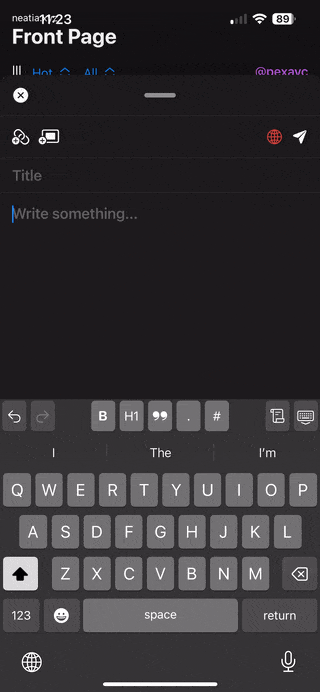 neatia
11:23
89
Front Page
Hot All @pexavc
Title
Write something...
B H1 . #
I The I'm
Q W E R T Y U I O P
A S D F G H J K L
Z X C V B N M
123 space return